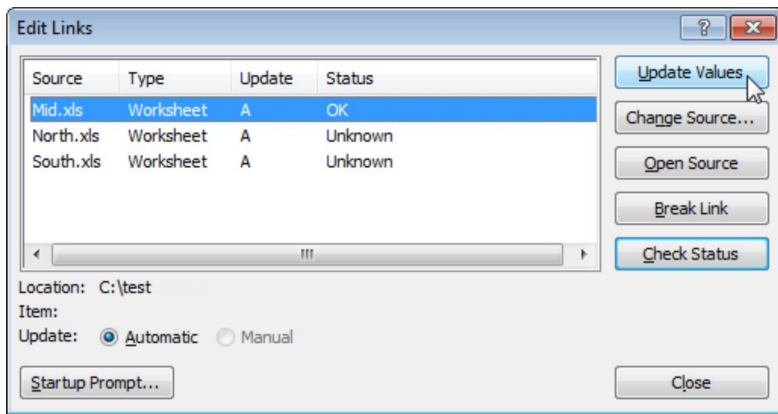 Edit Links
?
Source Type Update Status
Mid.xls Worksheet A OK
North.xls Worksheet A Unknown
South.xls Worksheet A Unknown
Update Values
Change Source...
Open Source
Break Link
Check Status
Location: C:\test
Item:
Update: Automatic Manual
Startup Prompt... Close